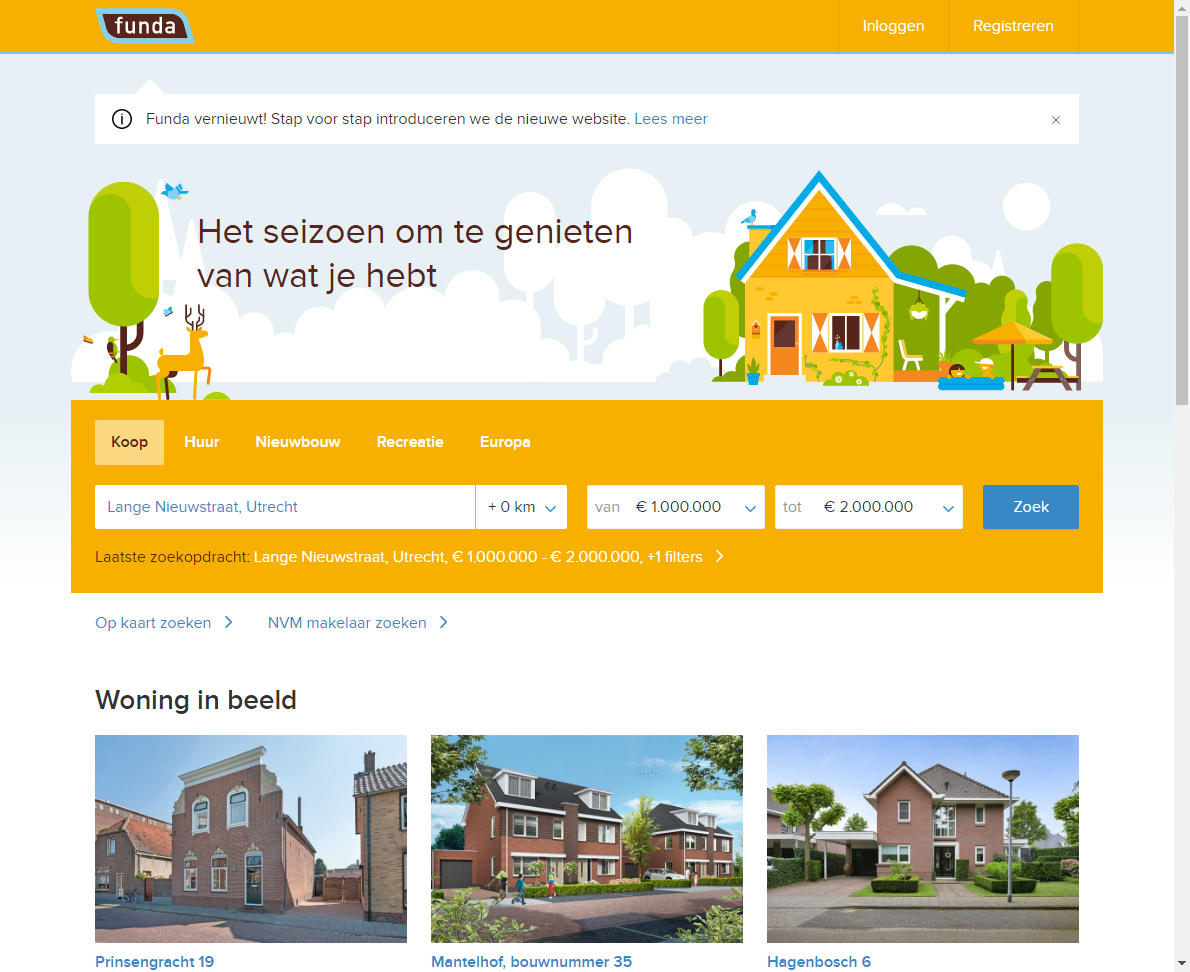 funda
Inloggen
Registreren
Funda vernieuwt! Stap voor stap introduceren we de nieuwe website. Lees meer
Het seizoen om te genieten
van wat je hebt
Koop
Huur
Nieuwbouw
Recreatie
Europa
Lange Nieuwstraat, Utrecht
+ 0 km
van € 1.000.000
tot € 2.000.000
Zoek
Laatste zoekopdracht: Lange Nieuwstraat, Utrecht, € 1.000.000 - € 2.000.000, +1 filters
Op kaart zoeken
NVM makelaar zoeken
Woning in beeld
Prinsengracht 19
Mantelhof, bouwnummer 35
Hagenbosch 6